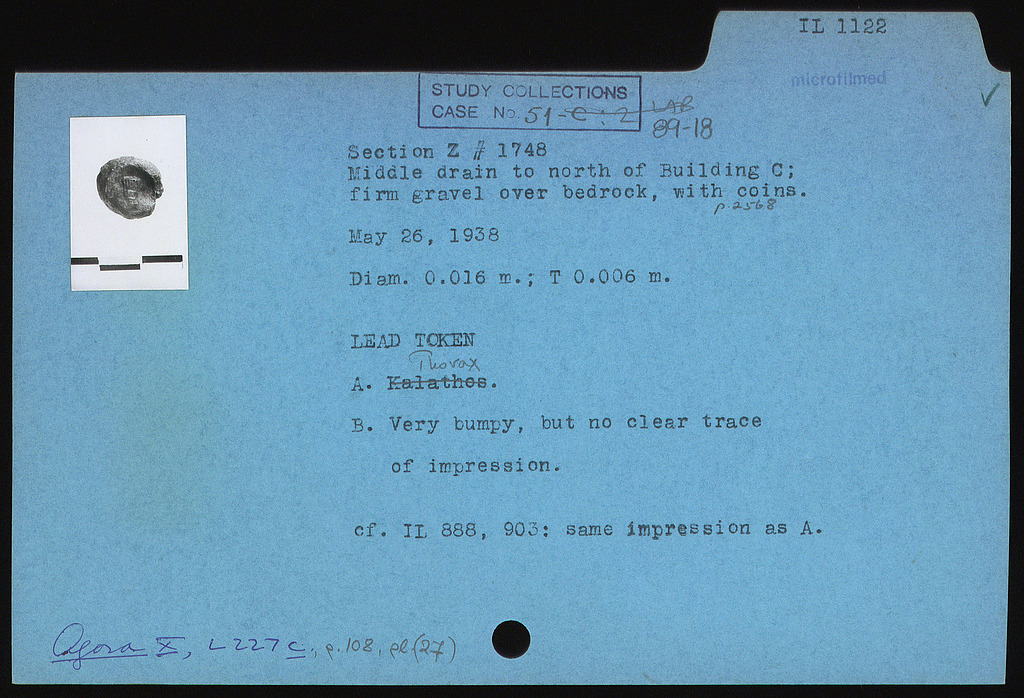 IL 1122
microfilmed
✓
STUDY COLLECTIONS
CASE No. 51-C:2 LAB
89-18
Section Z # 1748
Middle drain to north of Building C;
firm gravel over bedrock, with coins.
p. 2568
May 26, 1938
Diam. 0.016 m.; T 0.006 m.
LEAD TOKEN
Thorax
A. Kalathos.
B. Very bumpy, but no clear trace
of impression.
cf. IL 888, 903: same impression as A.
Agora X, L227c, p.108, pl (27)